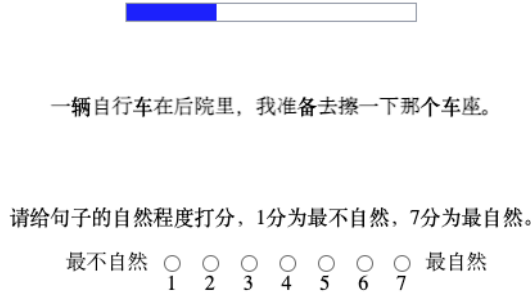 一辆自行车在后院里，我准备去擦一下那个车座。
请给句子的自然程度打分，1分为最不自然，7分为最自然。
最不自然 最自然
1 2 3 4 5 6 7